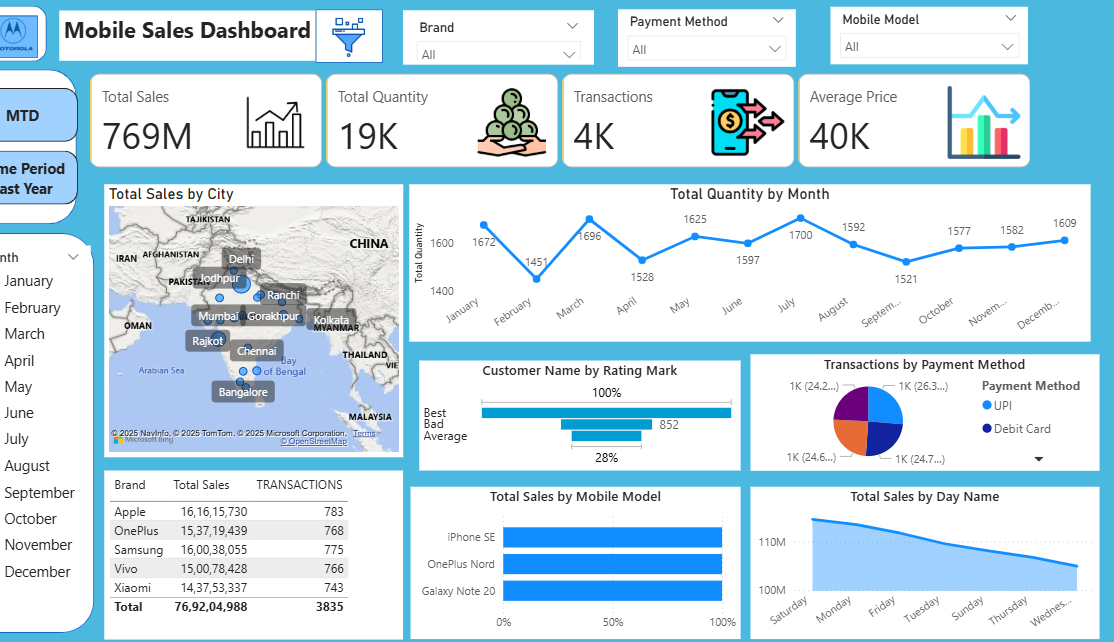 OTOROLA
Mobile Sales Dashboard
Brand
All
Payment Method
All
Mobile Model
All
MTD
me Period
ast Year
Total Sales
769M
Total Quantity
19K
Transactions
4K
Average Price
40K
nth
January
February
March
April
May
June
July
August
September
October
November
December
Total Sales by City
TAJIKISTAN
CHINA
IRAN
AFGHANISTAN
Delhi
Jodhpur
PAKIST
Ranchi
Mumbai
Gorakhpur
Kolkata
OMAN
MYANMAR
Rajkot
Chennai
THAILAND
VIE
Arabian Sea
Bay
of Bengal
Bangalore
MALAYSIA
© 2025 NavInfo, © 2025 TomTom, © 2025 Microsoft Corporation, Terms
Microsoft Bing
© OpenStreetMap
Total Quantity by Month
Total Quantity
1600
1400
1672
1451
1696
1528
1625
1597
1700
1592
1521
1577
1582
1609
January
February
March
April
May
June
July
August
Septem...
October
Novem...
Decemb...
Customer Name by Rating Mark
100%
Best
Bad
852
Average
28%
Transactions by Payment Method
1K (24.2...)
1K (26.3...)
1K (24.6...)
1K (24.7...)
Payment Method
UPI
Debit Card
Brand Total Sales TRANSACTIONS
Apple 16,16,15,730 783
OnePlus 15,37,19,439 768
Samsung 16,00,38,055 775
Vivo 15,00,78,428 766
Xiaomi 14,37,53,337 743
Total 76,92,04,988 3835
Total Sales by Mobile Model
iPhone SE
OnePlus Nord
Galaxy Note 20
0% 50% 100%
Total Sales by Day Name
110M
100M
Saturday
Monday
Friday
Tuesday
Sunday
Thursday
Wednes...